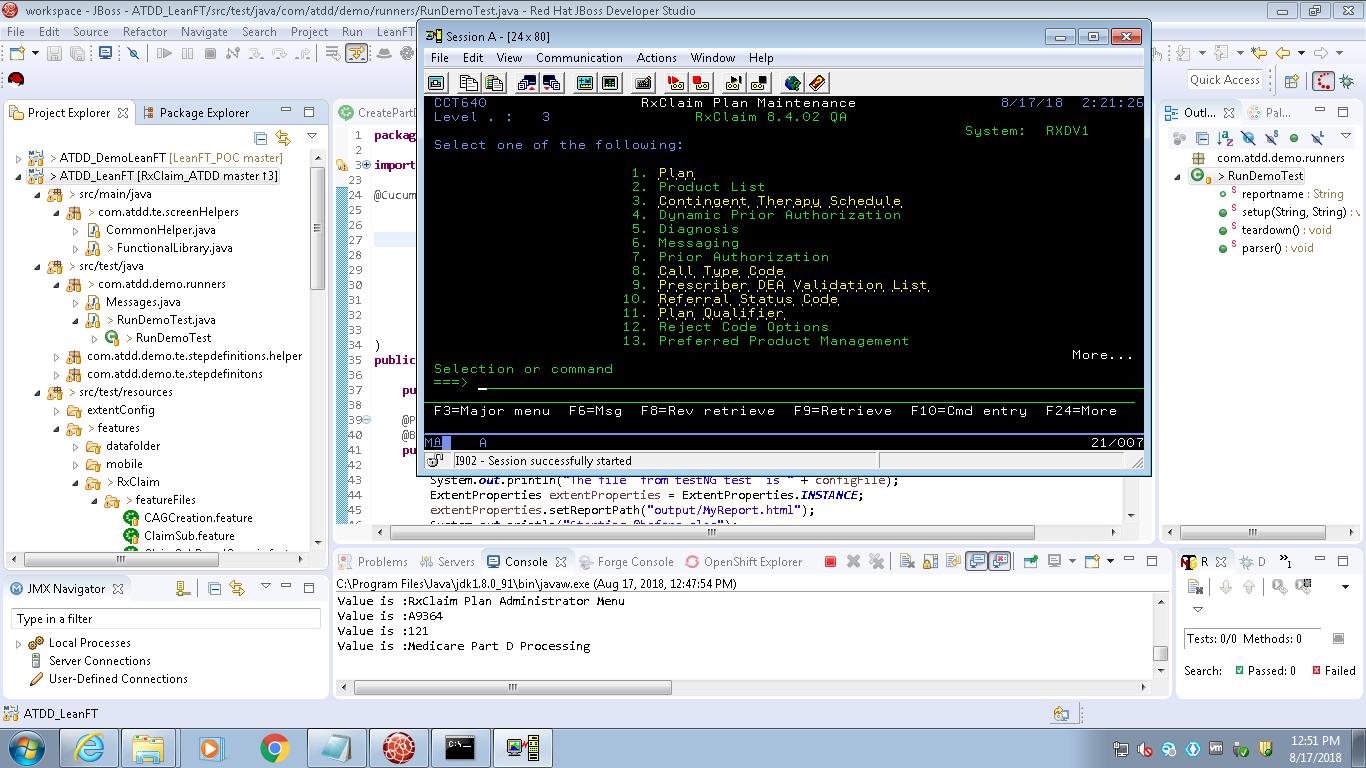 workspace - JBoss - ATDD_LeanFT/src/test/java/com/atdd/demo/runners/RunDemoTest.java - Red Hat JBoss Developer Studio
File Edit Source Refactor Navigate Search Project Run LeanFT
Quick Access
Project Explorer
Package Explorer
> ATDD_DemoLeanFT [LeanFT_POC master]
> ATDD_LeanFT [RxClaim_ATDD master ↑3]
> src/main/java
> com.atdd.te.screenHelpers
CommonHelper.java
> FunctionalLibrary.java
> src/test/java
> com.atdd.demo.runners
Messages.java
> RunDemoTest.java
> RunDemoTest
com.atdd.demo.te.stepdefinitions.helper
com.atdd.demo.te.stepdefinitons
> src/test/resources
extentConfig
> features
datafolder
mobile
> RxClaim
> featureFiles
CAGCreation.feature
ClaimSub.feature
JMX Navigator
Type in a filter
Local Processes
Server Connections
User-Defined Connections
ATDD_LeanFT
CreatePartD
1 packag
2
3 import
23
24 @Cucum
25
26
27
28
29
30
31
32
33
34 )
35 public
36
37 pu
38
39 @P
40 @B
41 pu
42
43 System.out.println("The file from testNG test is " + configFile);
44 ExtentProperties extentProperties = ExtentProperties.INSTANCE;
45 extentProperties.setReportPath("output/MyReport.html");
46 System.out.println("Starting @before clas");
Session A - [24 x 80]
File Edit View Communication Actions Window Help
CCT640 RxClaim Plan Maintenance 8/17/18 2:21:26
Level . : 3 RxClaim 8.4.02 QA
System: RXDV1
Select one of the following:
1. Plan
2. Product List
3. Contingent Therapy Schedule
4. Dynamic Prior Authorization
5. Diagnosis
6. Messaging
7. Prior Authorization
8. Call Type Code
9. Prescriber DEA Validation List
10. Referral Status Code
11. Plan Qualifier
12. Reject Code Options
13. Preferred Product Management
More...
Selection or command
===>
F3=Major menu F6=Msg F8=Rev retrieve F9=Retrieve F10=Cmd entry F24=More
MA A 21/007
I902 - Session successfully started
Problems Servers Console Forge Console OpenShift Explorer
C:\Program Files\Java\jdk1.8.0_91\bin\javaw.exe (Aug 17, 2018, 12:47:54 PM)
Value is :RxClaim Plan Administrator Menu
Value is :A9364
Value is :121
Value is :Medicare Part D Processing
Outl...
Pal...
com.atdd.demo.runners
> RunDemoTest
reportname : String
setup(String, String) : v
teardown() : void
parser() : void
R D »1
Tests: 0/0 Methods: 0
Search: Passed: 0 Failed
12:51 PM
8/17/2018